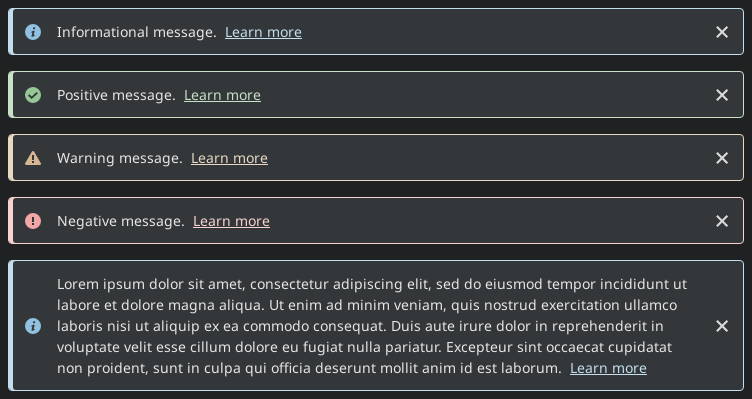 Informational message. Learn more
Positive message. Learn more
Warning message. Learn more
Negative message. Learn more
Lorem ipsum dolor sit amet, consectetur adipiscing elit, sed do eiusmod tempor incididunt ut
labore et dolore magna aliqua. Ut enim ad minim veniam, quis nostrud exercitation ullamco
laboris nisi ut aliquip ex ea commodo consequat. Duis aute irure dolor in reprehenderit in
voluptate velit esse cillum dolore eu fugiat nulla pariatur. Excepteur sint occaecat cupidatat
non proident, sunt in culpa qui officia deserunt mollit anim id est laborum. Learn more